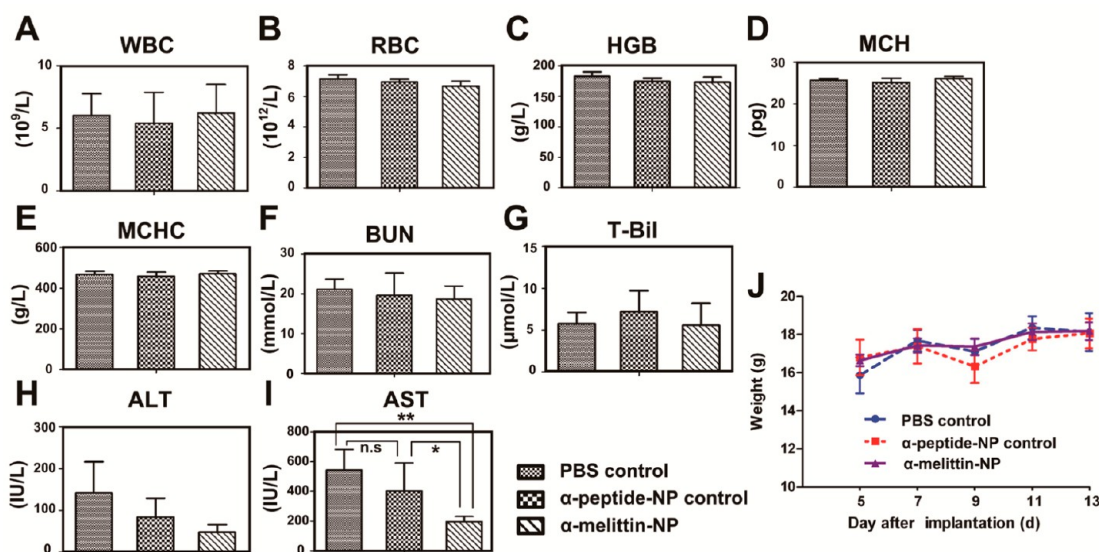 A
WBC
(10⁹/L)
10
5
0
B
RBC
(10¹²/L)
8
6
4
2
0
C
HGB
(g/L)
200
150
100
50
0
D
MCH
(pg)
30
20
10
0
E
MCHC
(g/L)
600
400
200
0
F
BUN
(mmol/L)
30
20
10
0
G
T-Bil
(μmol/L)
15
10
5
0
H
ALT
(IU/L)
300
200
100
0
I
AST
(IU/L)
800
600
400
200
0
**
n.s
*
PBS control
α-peptide-NP control
α-melittin-NP
J
Weight (g)
20
18
16
14
12
10
PBS control
α-peptide-NP control
α-melittin-NP
5 7 9 11 13
Day after implantation (d)